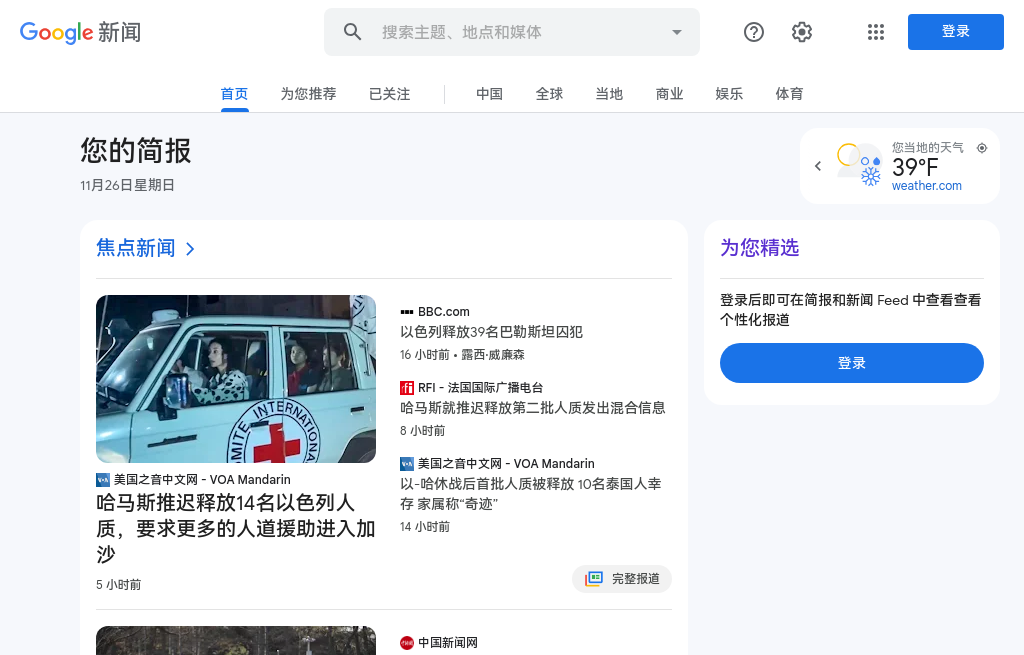 Google 新闻
搜索主题、地点和媒体
登录
首页
为您推荐
已关注
中国
全球
当地
商业
娱乐
体育
您的简报
11月26日星期日
您当地的天气
39°F
weather.com
焦点新闻
INTERNATIONAL
美国之音中文网 - VOA Mandarin
哈马斯推迟释放14名以色列人
质，要求更多的人道援助进入加
沙
5 小时前
BBC.com
以色列释放39名巴勒斯坦囚犯
16 小时前 • 露西·威廉森
RFI - 法国国际广播电台
哈马斯就推迟释放第二批人质发出混合信息
8 小时前
美国之音中文网 - VOA Mandarin
以-哈休战后首批人质被释放 10名泰国人幸
存 家属称“奇迹”
14 小时前
完整报道
中国新闻网
为您精选
登录后即可在简报和新闻 Feed 中查看查看
个性化报道
登录